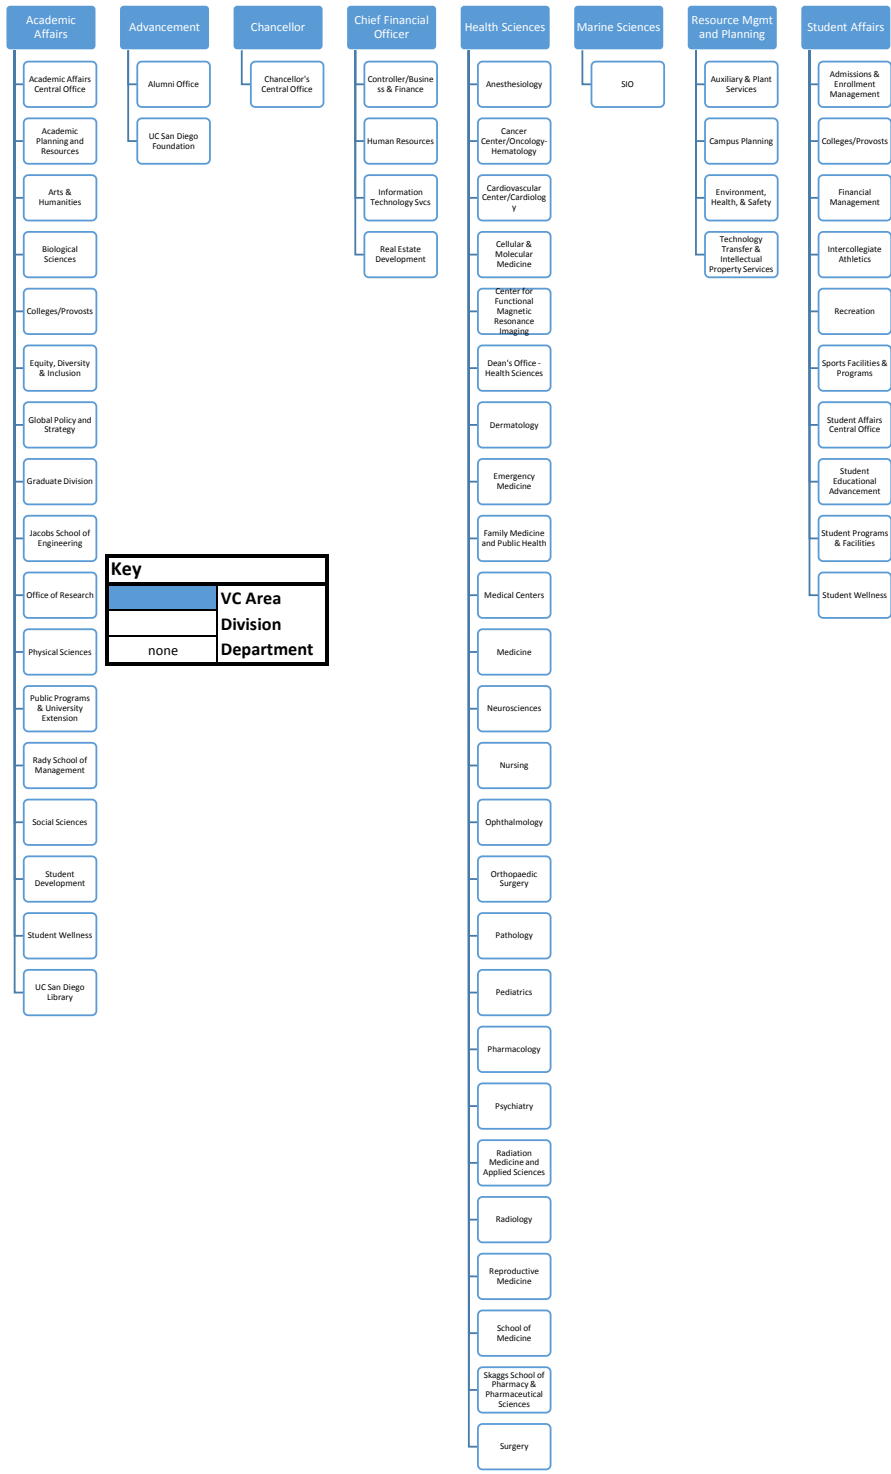 Academic
Affairs
Academic Affairs
Central Office
Academic
Planning and
Resources
Arts &
Humanities
Biological
Sciences
Colleges/Provosts
Equity, Diversity
& Inclusion
Global Policy and
Strategy
Graduate Division
Jacobs School of
Engineering
Office of Research
Physical Sciences
Public Programs
& University
Extension
Rady School of
Management
Social Sciences
Student
Development
Student Wellness
UC San Diego
Library
Advancement
Alumni Office
UC San Diego
Foundation
Chancellor
Chancellor's
Central Office
Chief Financial
Officer
Controller/Busine
ss & Finance
Human Resources
Information
Technology Svcs
Real Estate
Development
Health Sciences
Anesthesiology
Cancer
Center/Oncology-
Hematology
Cardiovascular
Center/Cardiolog
y
Cellular &
Molecular
Medicine
Center for
Functional
Magnetic
Resonance
Imaging
Dean's Office -
Health Sciences
Dermatology
Emergency
Medicine
Family Medicine
and Public Health
Medical Centers
Medicine
Neurosciences
Nursing
Ophthalmology
Orthopaedic
Surgery
Pathology
Pediatrics
Pharmacology
Psychiatry
Radiation
Medicine and
Applied Sciences
Radiology
Reproductive
Medicine
School of
Medicine
Skaggs School of
Pharmacy &
Pharmaceutical
Sciences
Surgery
Marine Sciences
SIO
Resource Mgmt
and Planning
Auxiliary & Plant
Services
Campus Planning
Environment,
Health, & Safety
Technology
Transfer &
Intellectual
Property Services
Student Affairs
Admissions &
Enrollment
Management
Colleges/Provosts
Financial
Management
Intercollegiate
Athletics
Recreation
Sports Facilities &
Programs
Student Affairs
Central Office
Student
Educational
Advancement
Student Programs
& Facilities
Student Wellness
Key
VC Area
Division
none Department